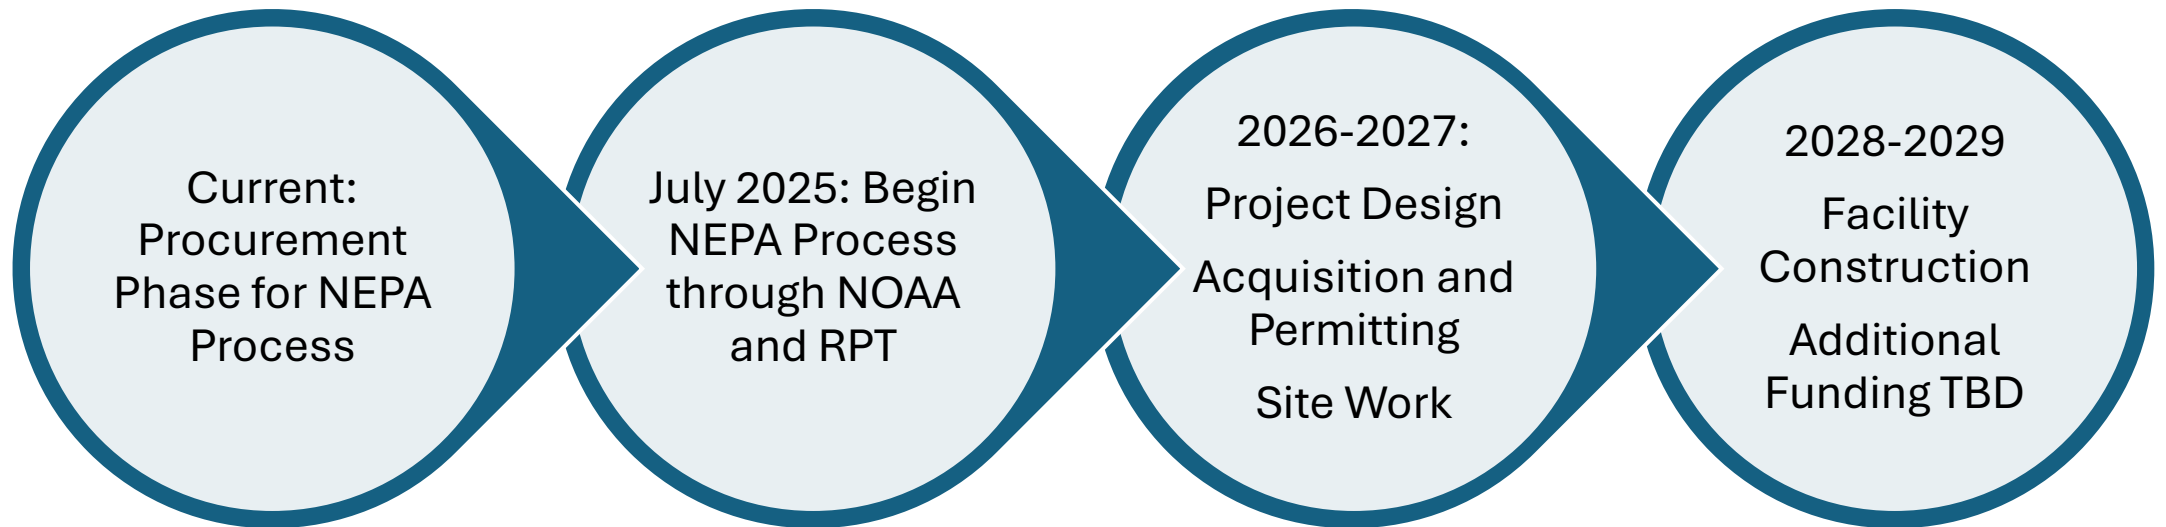 Current:
Procurement
Phase for NEPA
Process
July 2025: Begin
NEPA Process
through NOAA
and RPT
2026-2027:
Project Design
Acquisition and
Permitting
Site Work
2028-2029
Facility
Construction
Additional
Funding TBD